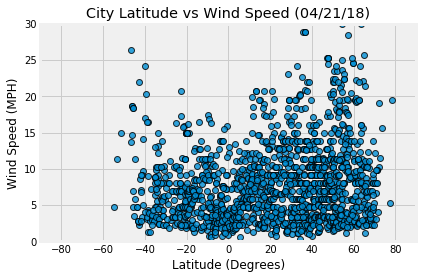 City Latitude vs Wind Speed (04/21/18)
30
25
20
15
10
5
0
Wind Speed (MPH)
−80 −60 −40 −20 0 20 40 60 80
Latitude (Degrees)